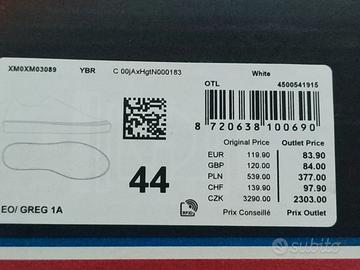 XM0XM03089 YBR C 00jAxHgtN000183 White
OTL 4500541915
8 720638 100690
Original Price Outlet Price
EUR 119.90 83.90
GBP 120.00 84.00
PLN 539.00 377.00
CHF 139.90 97.90
CZK 3290.00 2303.00
Prix Conseillé Prix Outlet
44
RFID
EO/ GREG 1A
subito